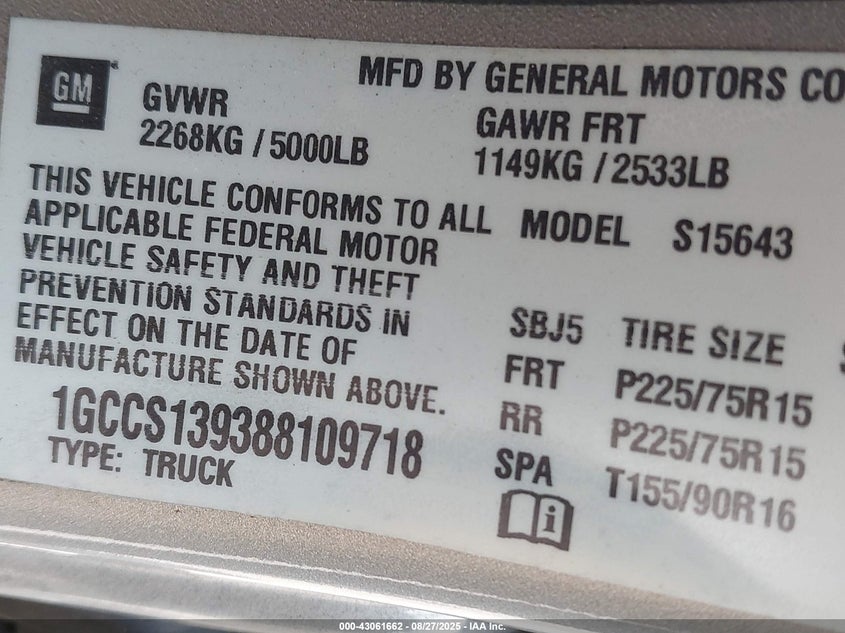 GM
MFD BY GENERAL MOTORS CO
GVWR
2268KG / 5000LB
GAWR FRT
1149KG / 2533LB
THIS VEHICLE CONFORMS TO ALL
APPLICABLE FEDERAL MOTOR
VEHICLE SAFETY AND THEFT
PREVENTION STANDARDS IN
EFFECT ON THE DATE OF
MANUFACTURE SHOWN ABOVE.
1GCCS139388109718
TYPE: TRUCK
MODEL S15643
SBJ5 TIRE SIZE
FRT P225/75R15
RR P225/75R15
SPA T155/90R16
000-43061662 - 08/27/2025 - IAA Inc.